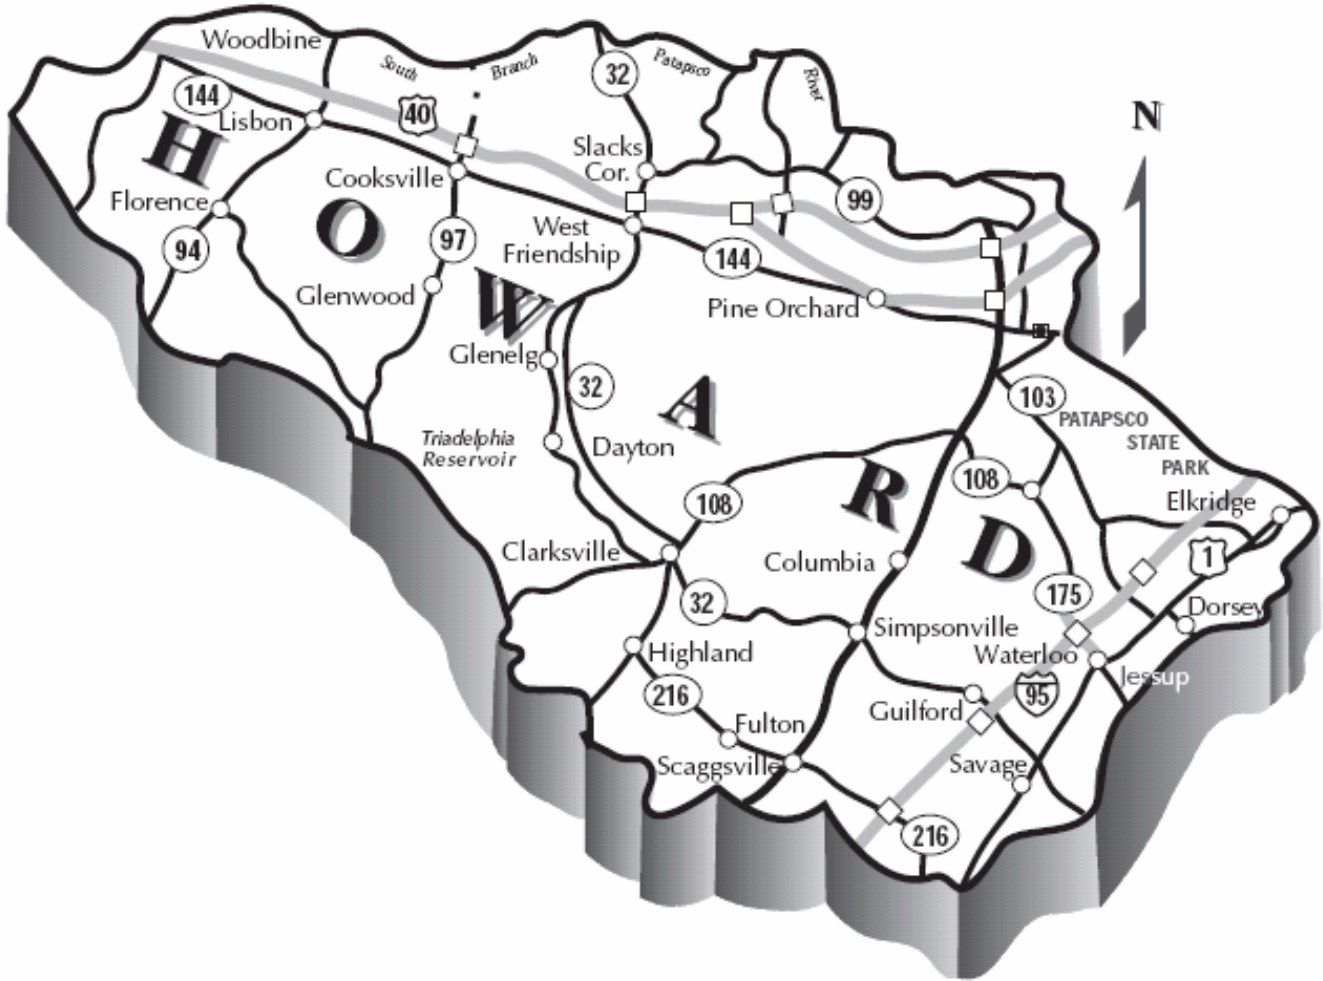 Woodbine
South
Branch
32
Patapsco
River
144
40
N
Lisbon
H
Slacks
Cor.
Cooksville
99
Florence
O
West
Friendship
94
97
144
Glenwood
W
Pine Orchard
Glenelg
32
A
103
PATAPSCO
STATE
PARK
Triadelphia
Reservoir
Dayton
108
R
108
Elkridge
D
Clarksville
Columbia
1
32
175
Dorsey
Simpsonville
Highland
Waterloo
Jessup
216
95
Guilford
Fulton
Scaggsville
Savage
216